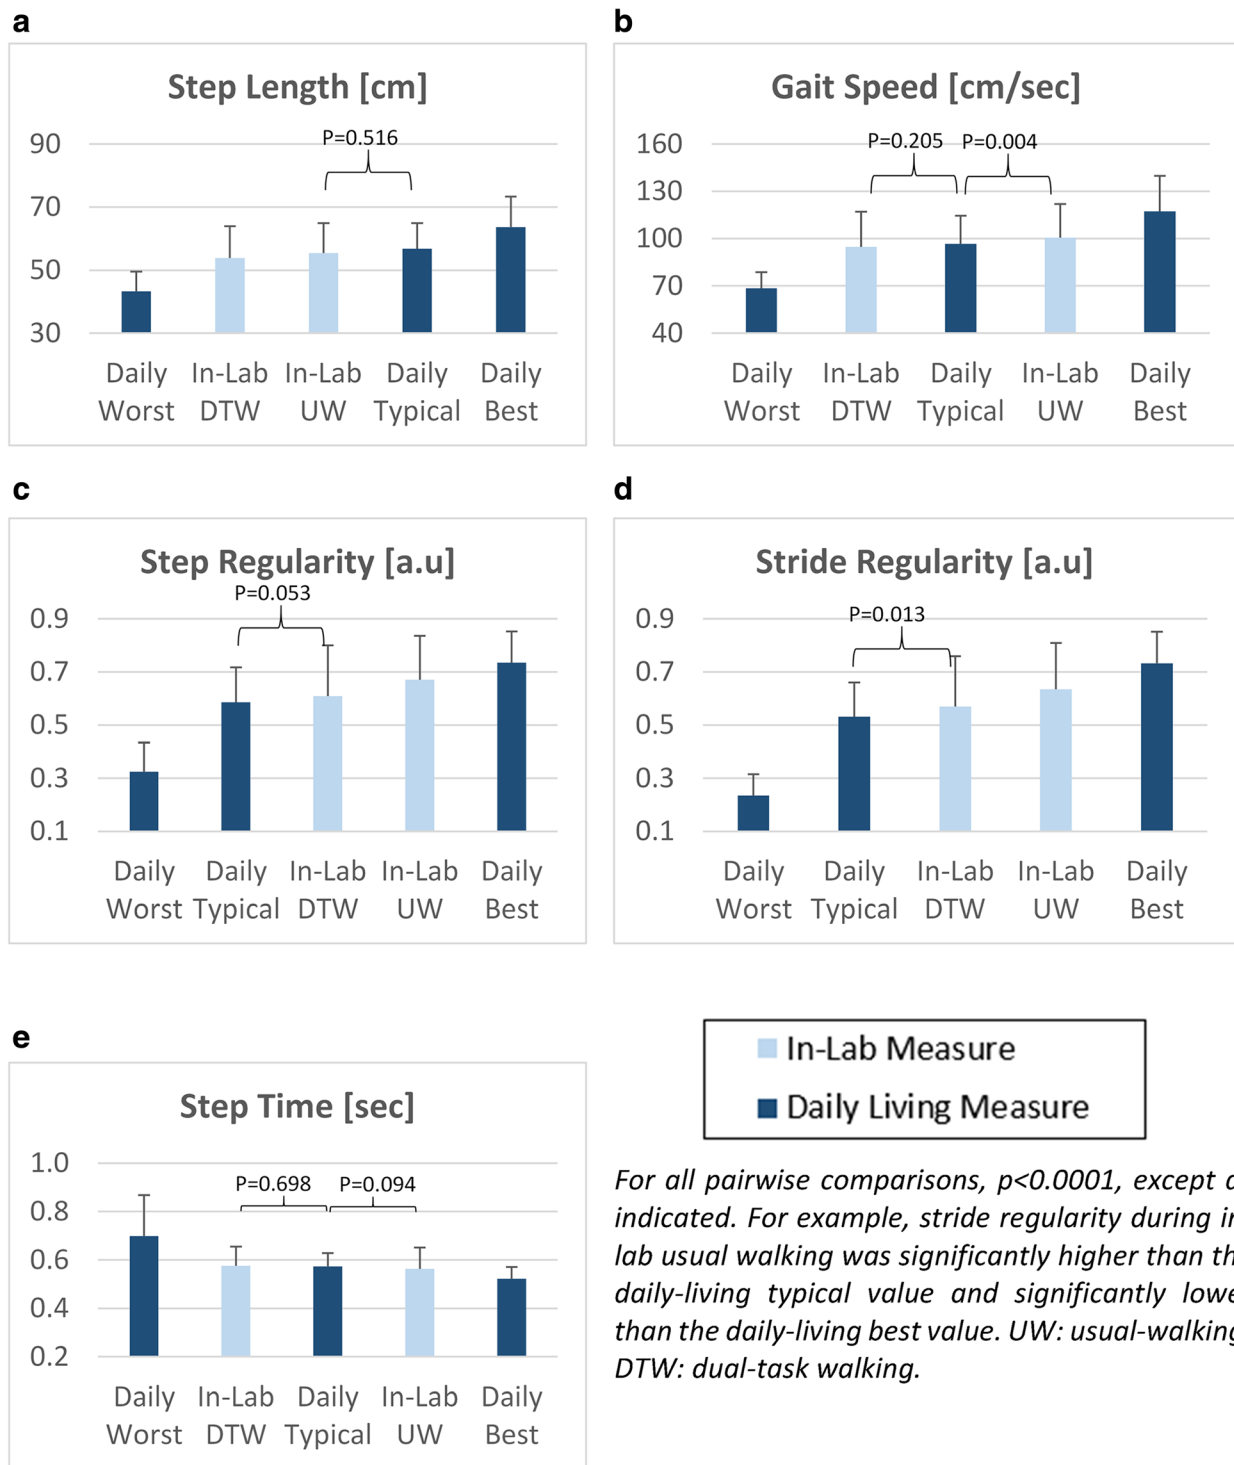 a
Step Length [cm]
P=0.516
90
70
50
30
Daily Worst
In-Lab DTW
In-Lab UW
Daily Typical
Daily Best
b
Gait Speed [cm/sec]
P=0.205 P=0.004
160
130
100
70
40
Daily Worst
In-Lab DTW
Daily Typical
In-Lab UW
Daily Best
c
Step Regularity [a.u]
P=0.053
0.9
0.7
0.5
0.3
0.1
Daily Worst
Daily Typical
In-Lab DTW
In-Lab UW
Daily Best
d
Stride Regularity [a.u]
P=0.013
0.9
0.7
0.5
0.3
0.1
Daily Worst
Daily Typical
In-Lab DTW
In-Lab UW
Daily Best
e
Step Time [sec]
P=0.698 P=0.094
1.0
0.8
0.6
0.4
0.2
Daily Worst
In-Lab DTW
Daily Typical
In-Lab UW
Daily Best
In-Lab Measure
Daily Living Measure
For all pairwise comparisons, p<0.0001, except
indicated. For example, stride regularity during
lab usual walking was significantly higher than
daily-living typical value and significantly
than the daily-living best value. UW: usual-walking
DTW: dual-task walking.